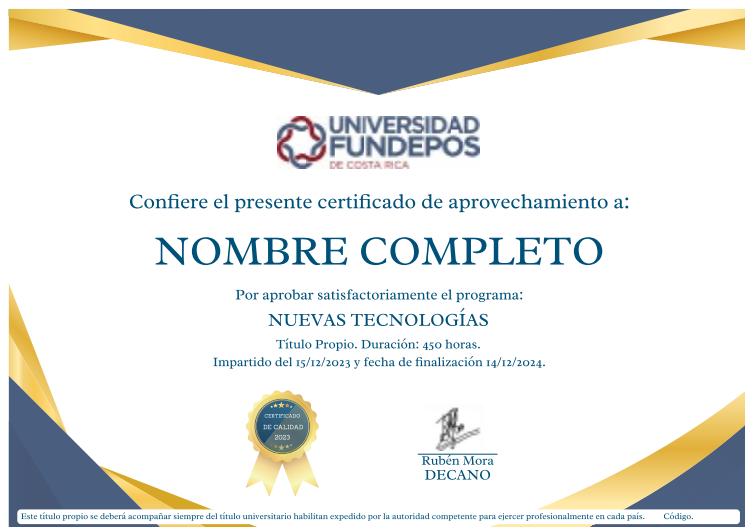 UNIVERSIDAD
FUNDEPOS
DE COSTA RICA
Confiere el presente certificado de aprovechamiento a:
NOMBRE COMPLETO
Por aprobar satisfactoriamente el programa:
NUEVAS TECNOLOGÍAS
Título Propio. Duración: 450 horas.
Impartido del 15/12/2023 y fecha de finalización 14/12/2024.
CERTIFICADO
DE CALIDAD
2023
Rubén Mora
DECANO
Este título propio se deberá acompañar siempre del título universitario habilitan expedido por la autoridad competente para ejercer profesionalmente en cada país. Código.